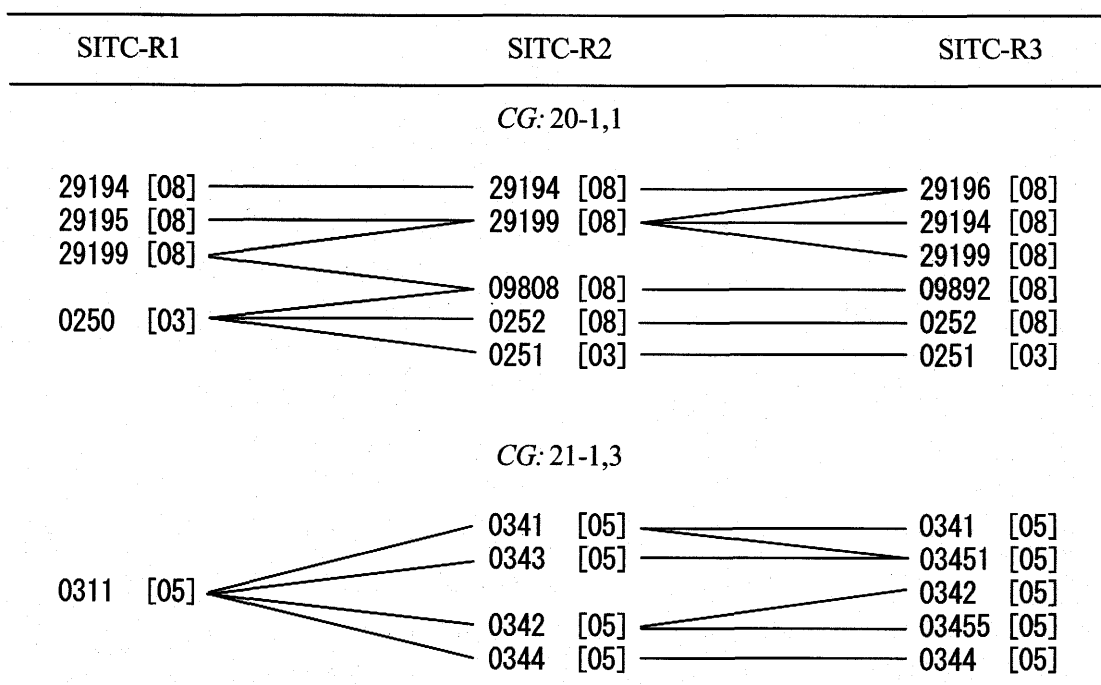 SITC-R1 SITC-R2 SITC-R3
CG: 20-1,1
29194 [08] 29194 [08] 29196 [08]
29195 [08] 29199 [08] 29194 [08]
29199 [08] 29199 [08]
09808 [08] 09892 [08]
0250 [03] 0252 [08] 0252 [08]
0251 [03] 0251 [03]
CG: 21-1,3
0341 [05] 0341 [05]
0343 [05] 03451 [05]
0311 [05] 0342 [05]
0342 [05] 03455 [05]
0344 [05] 0344 [05]